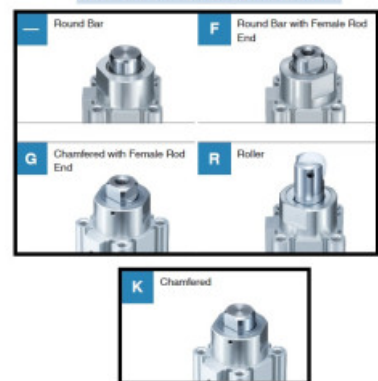 — Round Bar
F Round Bar with Female Rod
End
G Chamfered with Female Rod
End
R Roller
K Chamfered